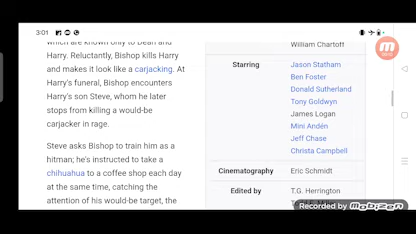 3:01
which are known only to Dean and
Harry. Reluctantly, Bishop kills Harry
and makes it look like a carjacking. At
Harry's funeral, Bishop encounters
Harry's son Steve, whom he later
stops from killing a would-be
carjacker in rage.
Steve asks Bishop to train him as a
hitman; he's instructed to take a
chihuahua to a coffee shop each day
at the same time, catching the
attention of his would-be target, the
William Chartoff
Starring
Jason Statham
Ben Foster
Donald Sutherland
Tony Goldwyn
James Logan
Mini Andén
Jeff Chase
Christa Campbell
Cinematography
Eric Schmidt
Edited by
T.G. Herrington
Recorded by MOBIZEN